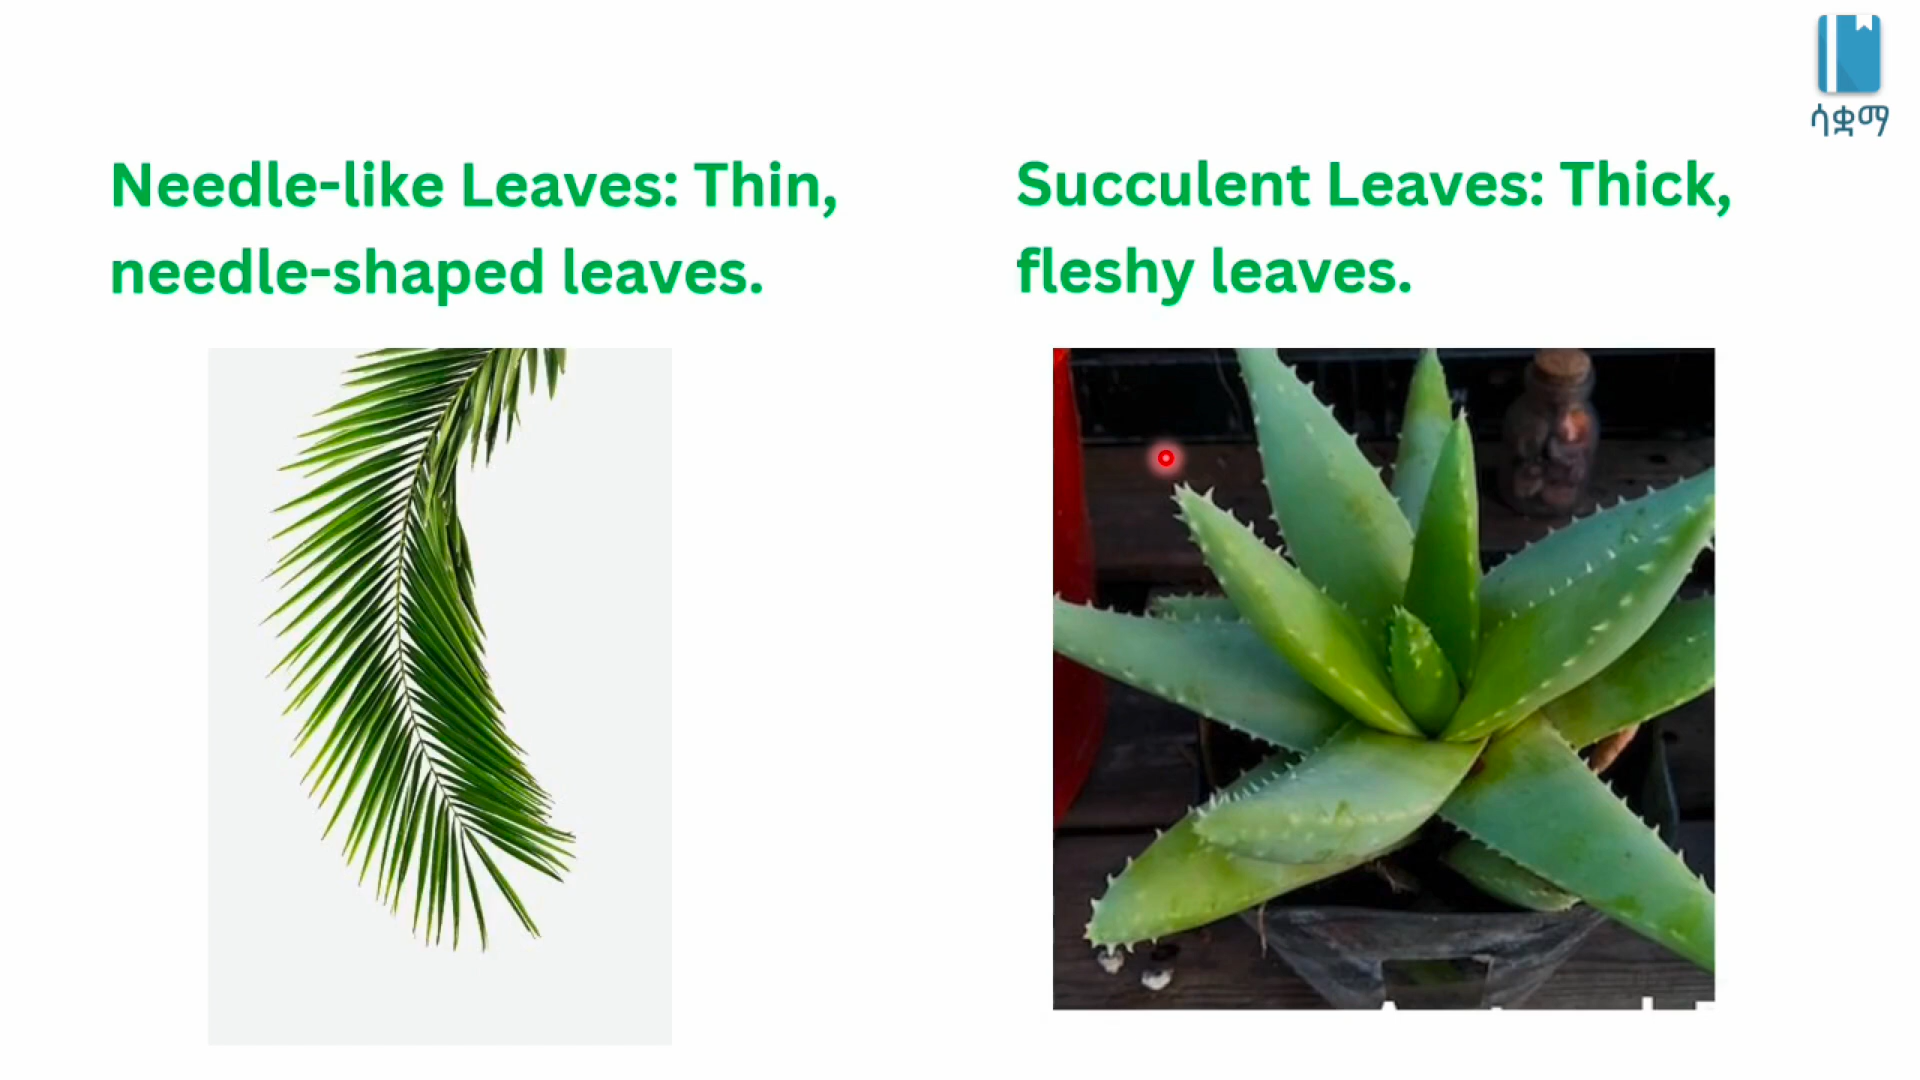 ሳቋማ
Needle-like Leaves: Thin,
needle-shaped leaves.
Succulent Leaves: Thick,
fleshy leaves.